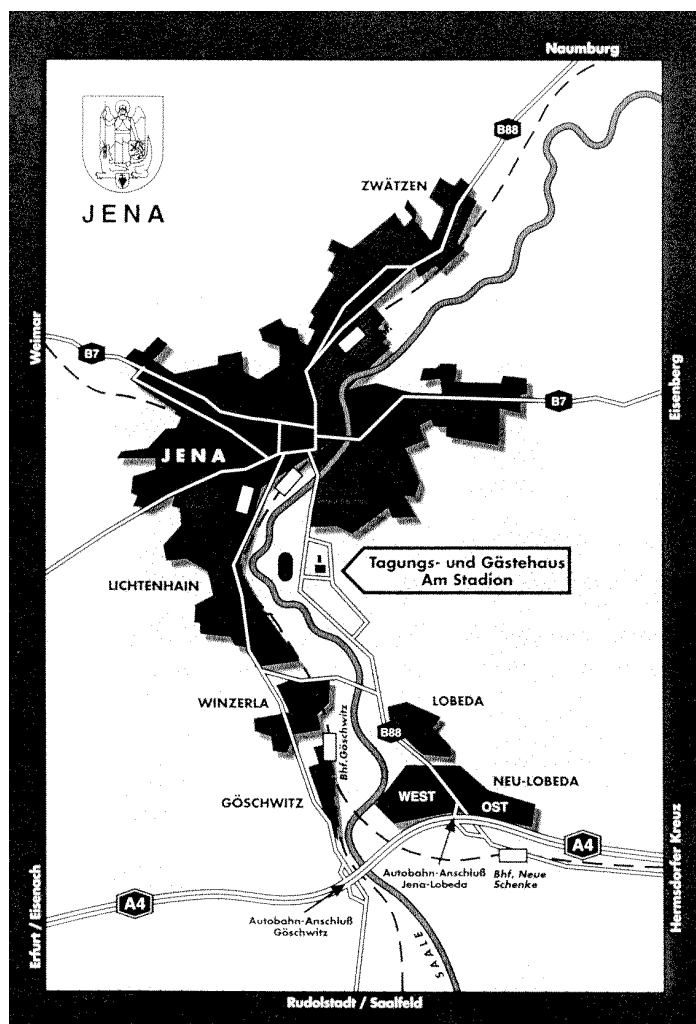 Naumburg
B88
ZWÄTZEN
JENA
Weimar
B7
Eisenberg
B7
JENA
1
Tagungs- und Gästehaus
Am Stadion
LICHTENHAIN
WINZERLA
LOBEDA
B88
Bhf.Göschwitz
NEU-LOBEDA
WEST
OST
GÖSCHWITZ
A4
Autobahn-Anschluß
Jena-Lobeda
Bhf. Neue
Schenke
Hermsdorfer Kreuz
A4
Autobahn-Anschluß
Göschwitz
Erfurt / Eisenach
SAALE
Rudolstadt / Saalfeld